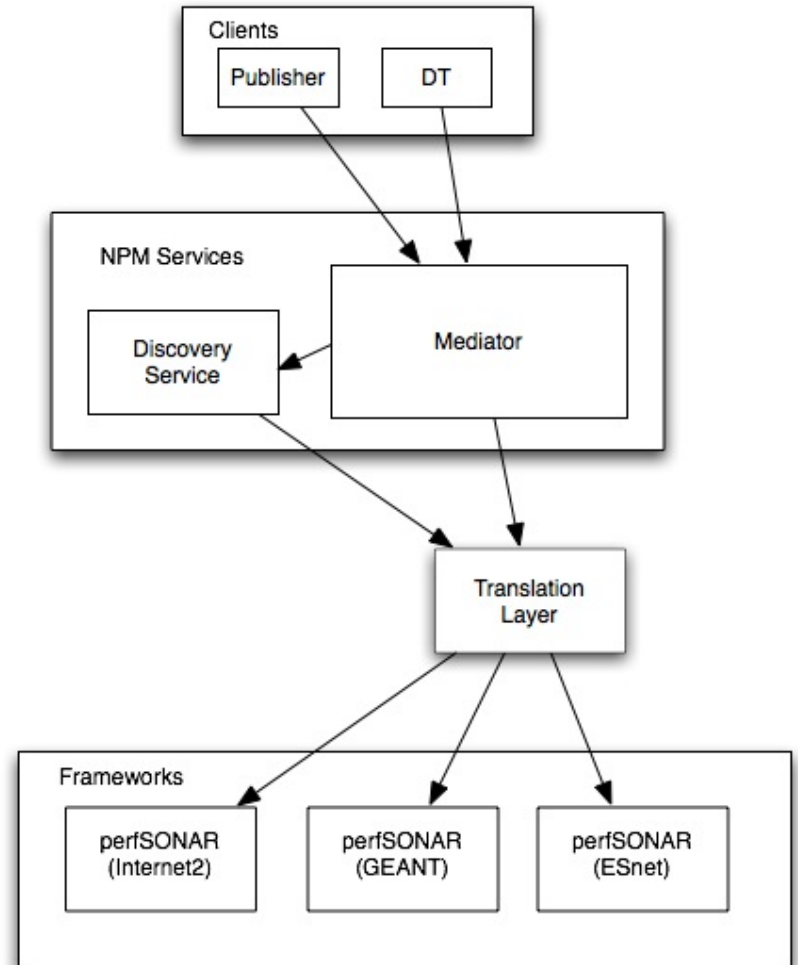 Clients
Publisher
DT
NPM Services
Mediator
Discovery
Service
Translation
Layer
Frameworks
perfSONAR
(Internet2)
perfSONAR
(GEANT)
perfSONAR
(ESnet)